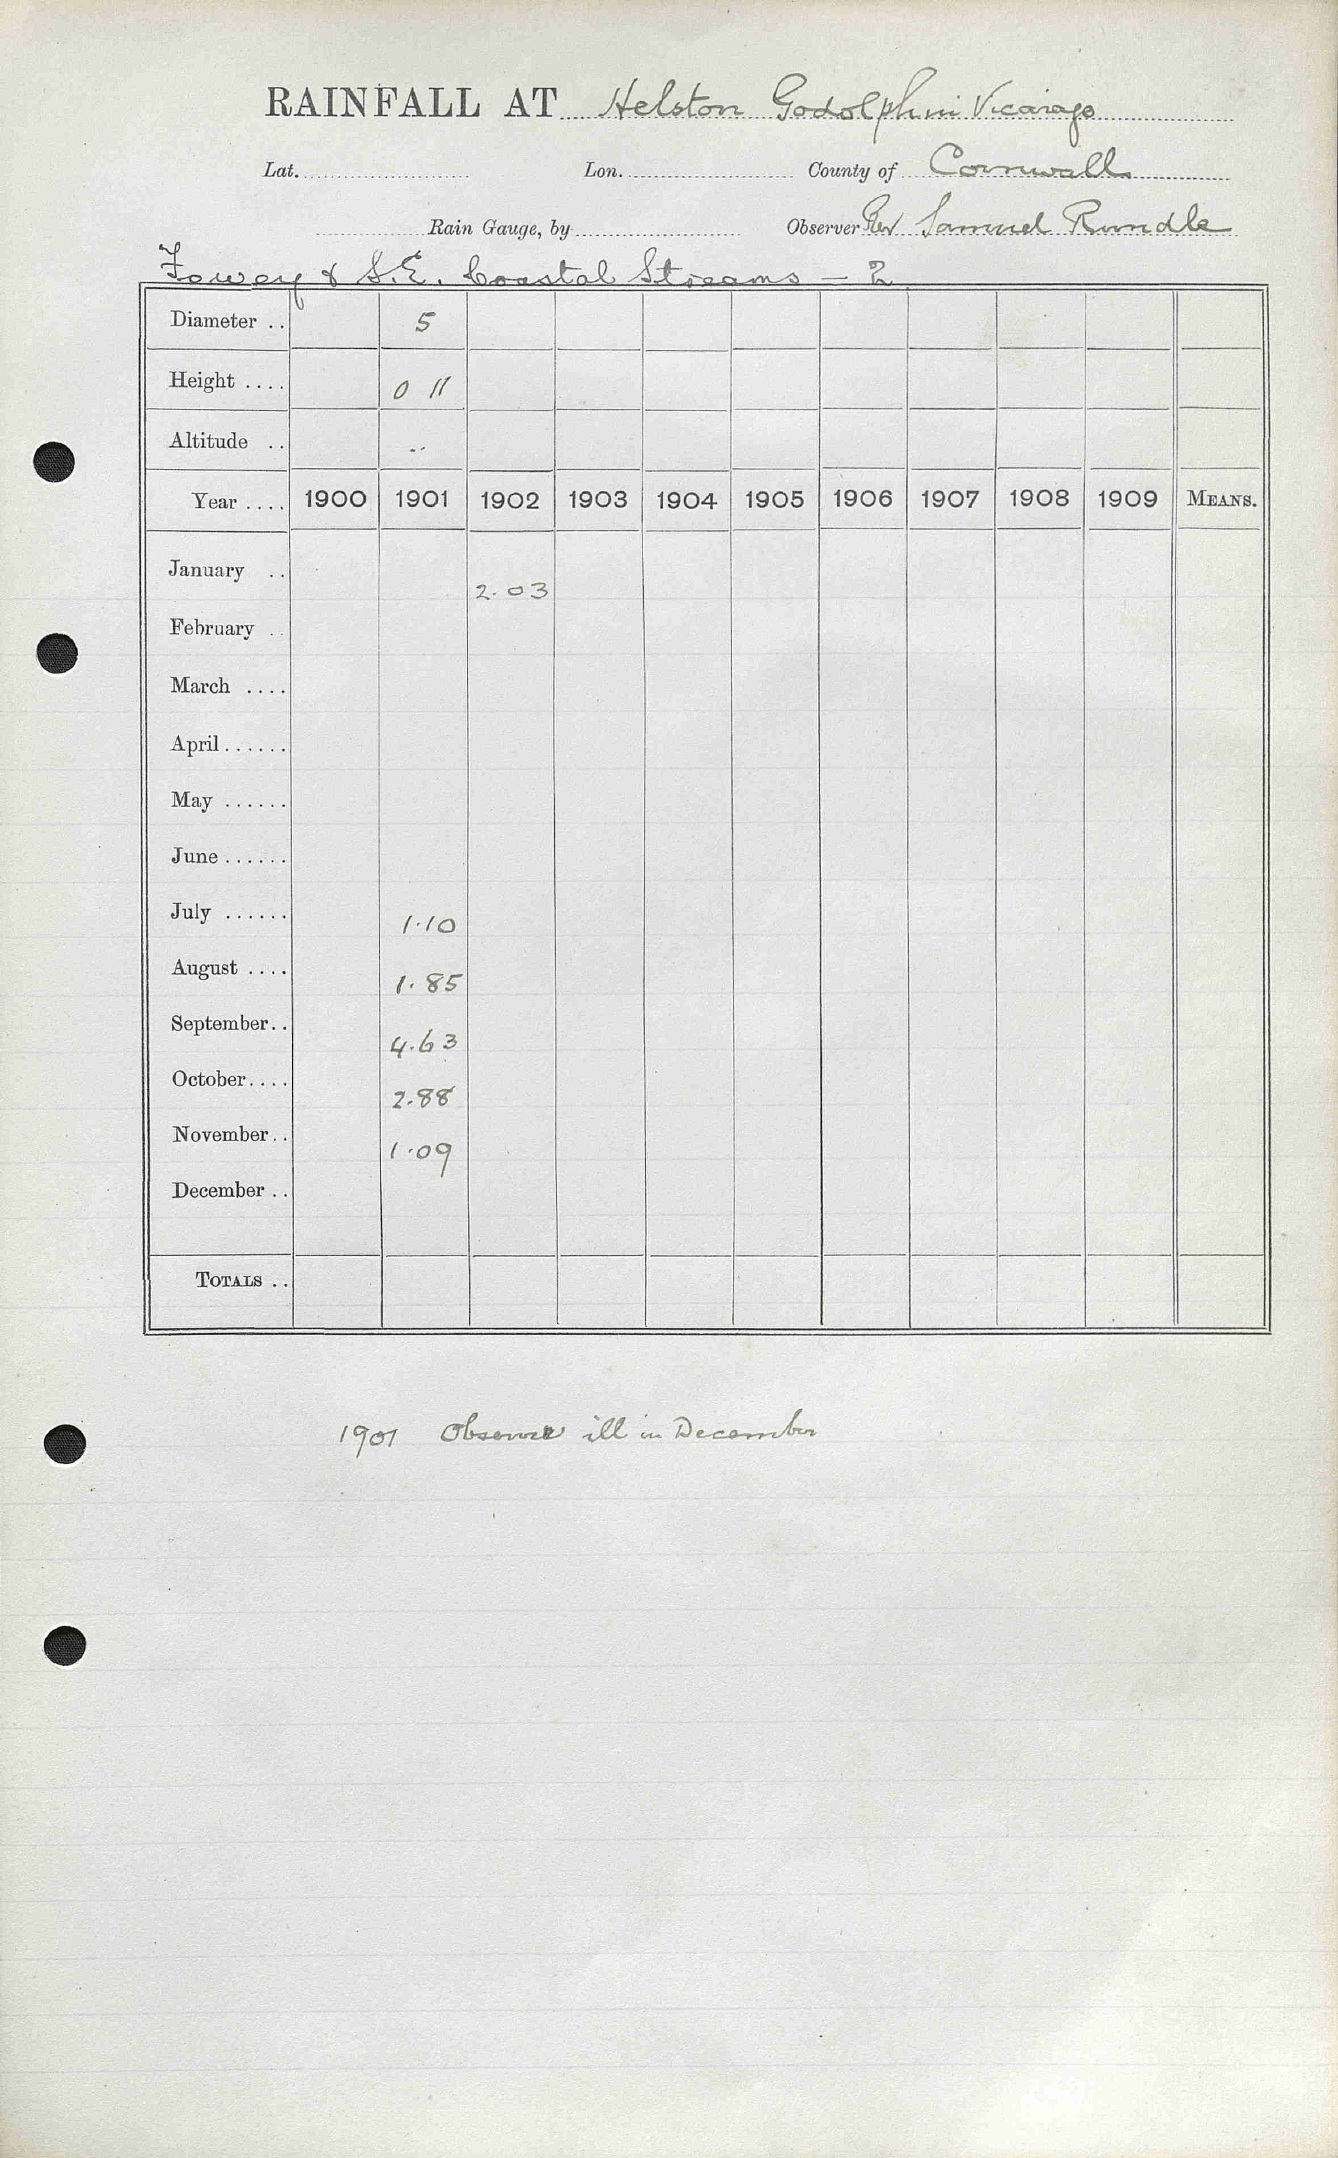 RAINFALL AT Helston Godolphin Vicarage
Lat. Lon. County of Cornwall
Rain Gauge, by Observer Rev Samuel Rundle
Fowey & S.E. Coastal Streams – 2
Diameter .. 5
Height .... 0 11
Altitude .. ..
Year .... 1900 1901 1902 1903 1904 1905 1906 1907 1908 1909 MEANS.
January .. 2.03
February ..
March ....
April ......
May ......
June ......
July ...... 1.10
August .... 1.85
September.. 4.63
October.... 2.88
November.. 1.09
December ..
TOTALS ..
1901 Observer ill in December